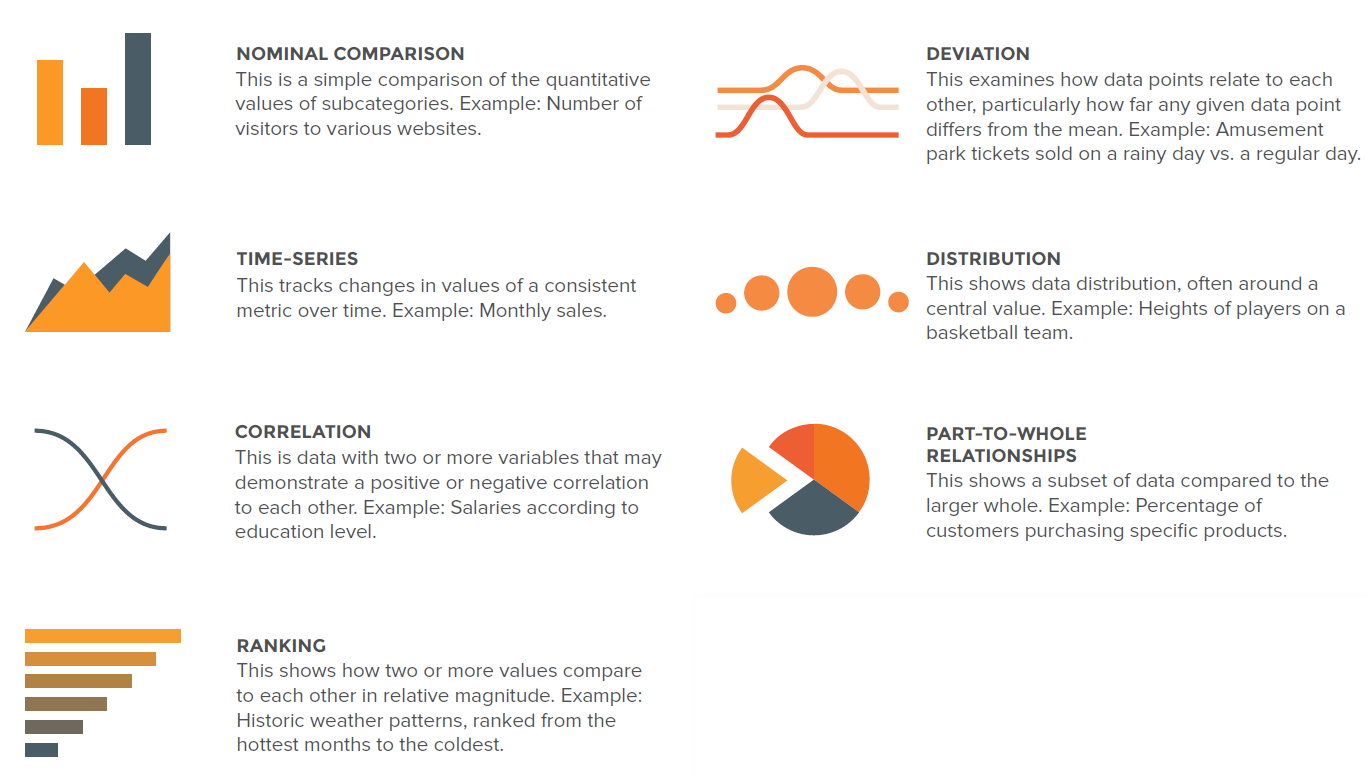 NOMINAL COMPARISON
This is a simple comparison of the quantitative
values of subcategories. Example: Number of
visitors to various websites.
DEVIATION
This examines how data points relate to each
other, particularly how far any given data point
differs from the mean. Example: Amusement
park tickets sold on a rainy day vs. a regular day.
TIME-SERIES
This tracks changes in values of a consistent
metric over time. Example: Monthly sales.
DISTRIBUTION
This shows data distribution, often around a
central value. Example: Heights of players on a
basketball team.
CORRELATION
This is data with two or more variables that may
demonstrate a positive or negative correlation
to each other. Example: Salaries according to
education level.
PART-TO-WHOLE
RELATIONSHIPS
This shows a subset of data compared to the
larger whole. Example: Percentage of
customers purchasing specific products.
RANKING
This shows how two or more values compare
to each other in relative magnitude. Example:
Historic weather patterns, ranked from the
hottest months to the coldest.